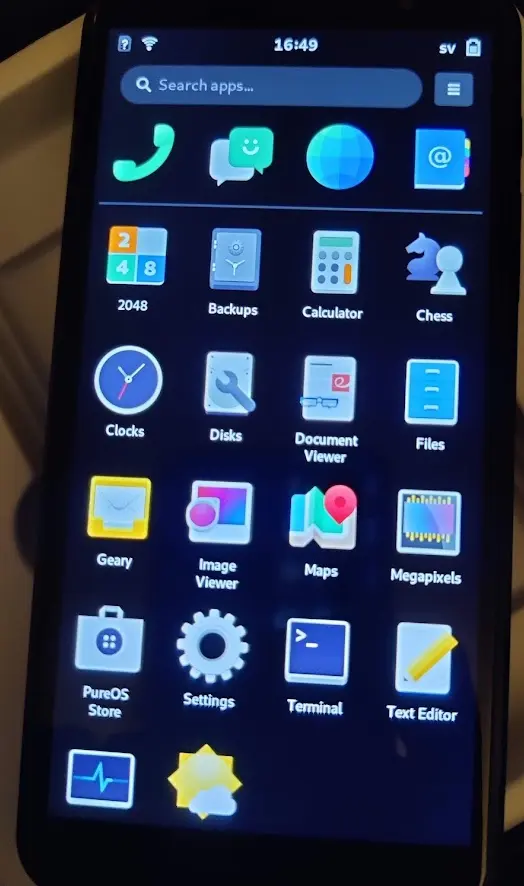 16:49
sv
Search apps...
2
4 8
@
2048
Backups
Calculator
Chess
Clocks
Disks
Document
Viewer
Files
Geary
Image
Viewer
Maps
Megapixels
PureOS
Store
Settings
>_
Terminal
Text Editor